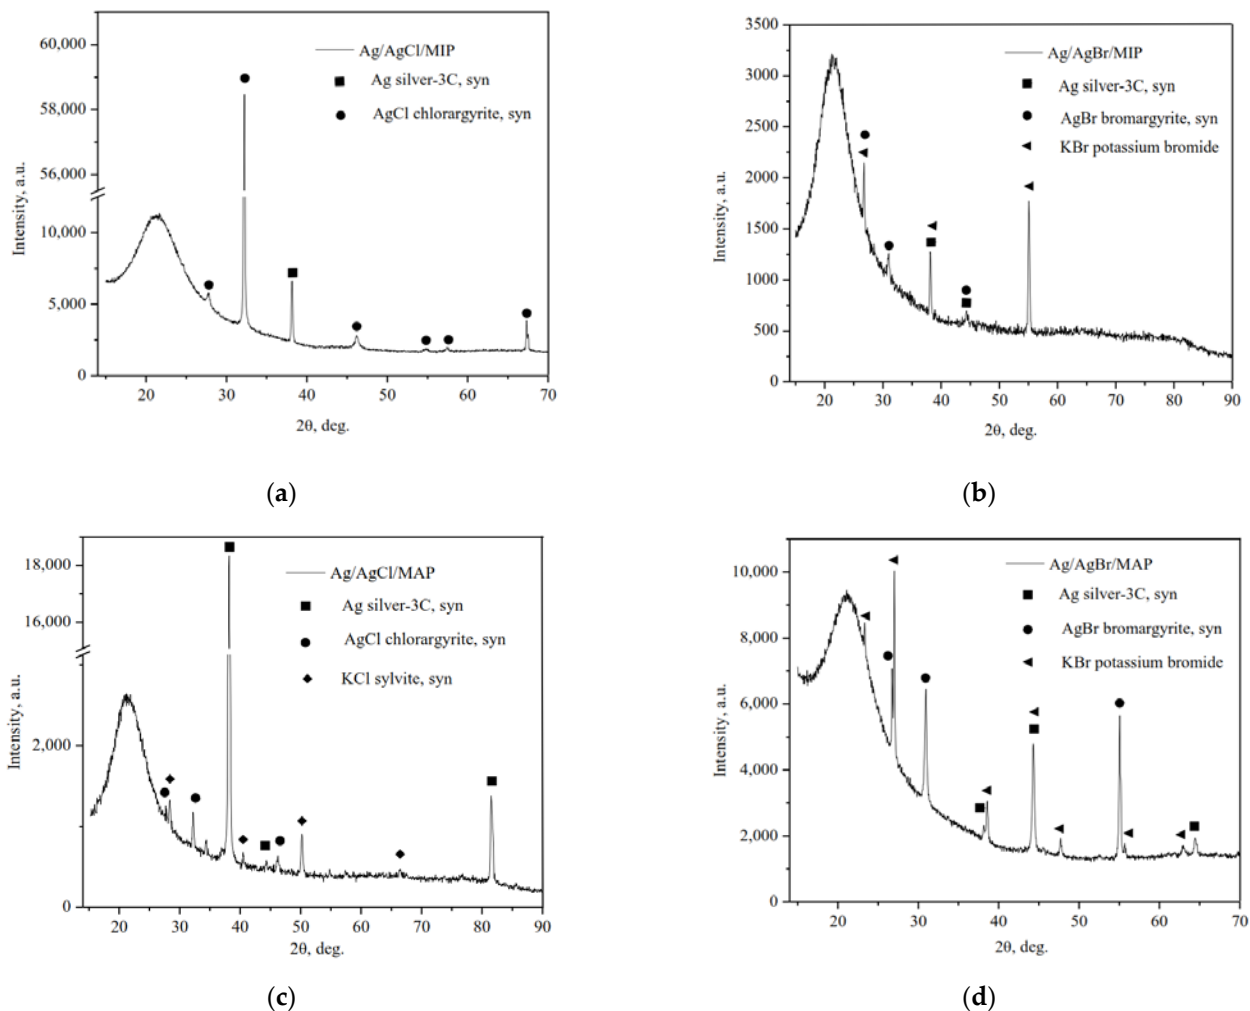 (a)
60,000
58,000
56,000
10,000
5,000
0
Intensity, a.u.
Ag/AgCl/MIP
Ag silver-3C, syn
AgCl chlorargyrite, syn
20
30
40
50
60
70
2θ, deg.
(b)
3500
3000
2500
2000
1500
1000
500
0
Intensity, a.u.
Ag/AgBr/MIP
Ag silver-3C, syn
AgBr bromargyrite, syn
KBr potassium bromide
20
30
40
50
60
70
80
90
2θ, deg.
(c)
18,000
16,000
2,000
0
Intensity, a.u.
Ag/AgCl/MAP
Ag silver-3C, syn
AgCl chlorargyrite, syn
KCl sylvite, syn
20
30
40
50
60
70
80
90
2θ, deg.
(d)
10,000
8,000
6,000
4,000
2,000
0
Intensity, a.u.
Ag/AgBr/MAP
Ag silver-3C, syn
AgBr bromargyrite, syn
KBr potassium bromide
20
30
40
50
60
70
2θ, deg.